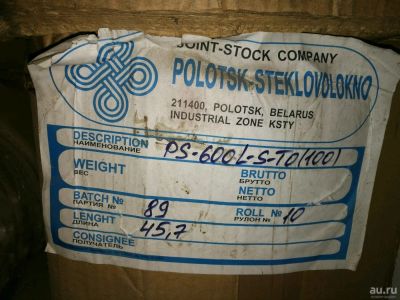 JOINT-STOCK COMPANY
POLOTSK-STEKLOVOLOKNO
211400, POLOTSK, BELARUS
INDUSTRIAL ZONE KSTY
DESCRIPTION PS-600L-S-TO(100)
НАИМЕНОВАНИЕ
WEIGHT BRUTTO
ВЕС БРУТТО
NETTO
НЕТТО
BATCH № 89 ROLL № 10
ПАРТИЯ № РУЛОН №
LENGHT 45,7
ДЛИНА
CONSIGNEE
ПОЛУЧАТЕЛЬ
au.ru